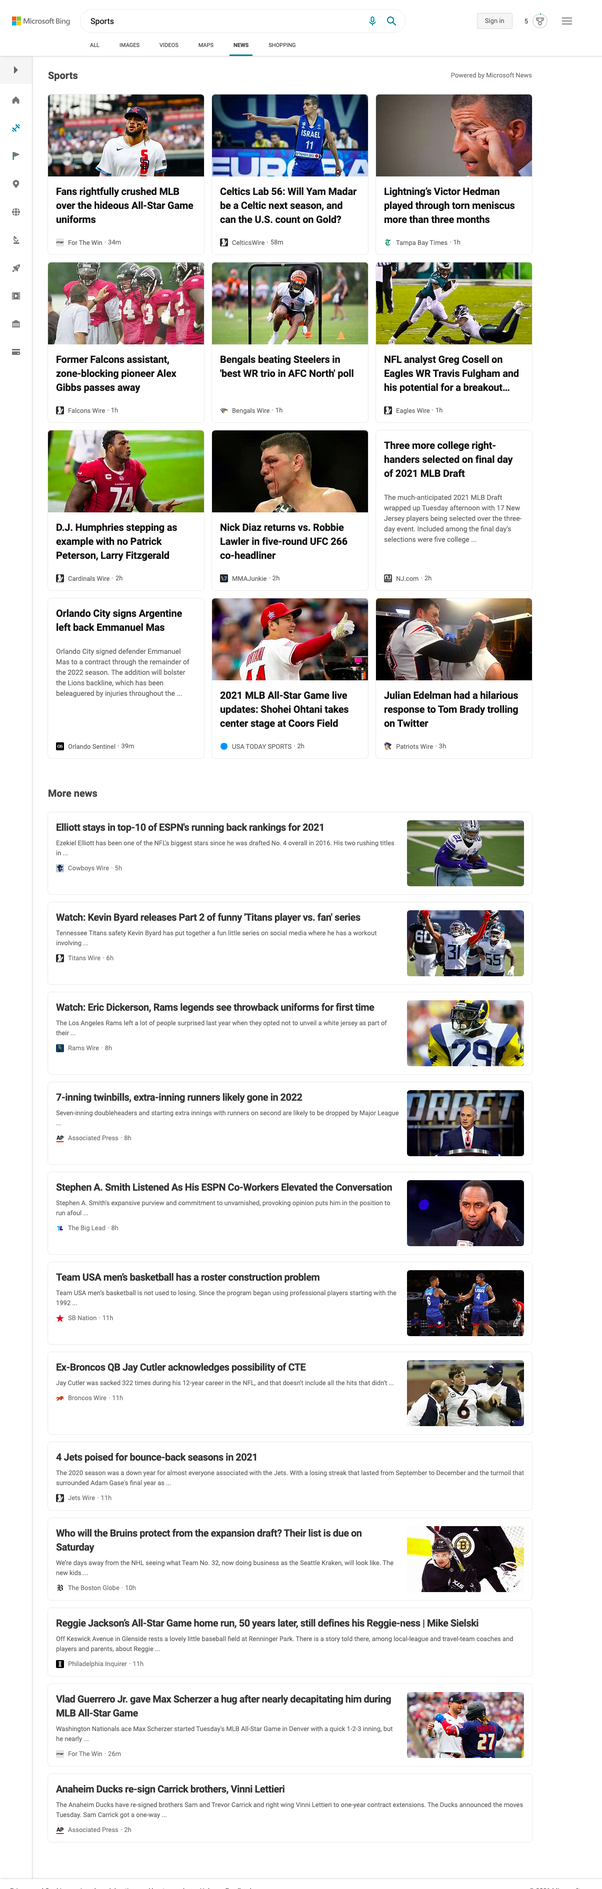 Microsoft Bing
Sports
Sign in
5
ALL
IMAGES
VIDEOS
MAPS
NEWS
SHOPPING
Sports
Powered by Microsoft News
Fans rightfully crushed MLB
over the hideous All-Star Game
uniforms
For The Win · 34m
ISRAEL
11
Celtics Lab 56: Will Yam Madar
be a Celtic next season, and
can the U.S. count on Gold?
CelticsWire · 58m
Lightning's Victor Hedman
played through torn meniscus
more than three months
Tampa Bay Times · 1h
Former Falcons assistant,
zone-blocking pioneer Alex
Gibbs passes away
Falcons Wire · 1h
Bengals beating Steelers in
'best WR trio in AFC North' poll
Bengals Wire · 1h
NFL analyst Greg Cosell on
Eagles WR Travis Fulgham and
his potential for a breakout...
Eagles Wire · 1h
74
D.J. Humphries stepping as
example with no Patrick
Peterson, Larry Fitzgerald
Cardinals Wire · 2h
Nick Diaz returns vs. Robbie
Lawler in five-round UFC 266
co-headliner
MMAJunkie · 2h
Three more college right-
handers selected on final day
of 2021 MLB Draft
The much-anticipated 2021 MLB Draft
wrapped up Tuesday afternoon with 17 New
Jersey players being selected over the three-
day event. Included among the final day's
selections were five college ...
NJ.com · 2h
Orlando City signs Argentine
left back Emmanuel Mas
Orlando City signed defender Emmanuel
Mas to a contract through the remainder of
the 2022 season. The addition will bolster
the Lions backline, which has been
beleaguered by injuries throughout the ...
Orlando Sentinel · 39m
2021 MLB All-Star Game live
updates: Shohei Ohtani takes
center stage at Coors Field
USA TODAY SPORTS · 2h
Julian Edelman had a hilarious
response to Tom Brady trolling
on Twitter
Patriots Wire · 3h
More news
Elliott stays in top-10 of ESPN's running back rankings for 2021
Ezekiel Elliott has been one of the NFL's biggest stars since he was drafted No. 4 overall in 2016. His two rushing titles
in ...
Cowboys Wire · 5h
Watch: Kevin Byard releases Part 2 of funny 'Titans player vs. fan' series
Tennessee Titans safety Kevin Byard has put together a fun little series on social media where he has a workout
involving ...
Titans Wire · 6h
60
31
55
Watch: Eric Dickerson, Rams legends see throwback uniforms for first time
The Los Angeles Rams left a lot of people surprised last year when they opted not to unveil a white jersey as part of
their ...
Rams Wire · 8h
29
7-inning twinbills, extra-inning runners likely gone in 2022
Seven-inning doubleheaders and starting extra innings with runners on second are likely to be dropped by Major League
...
AP Associated Press · 8h
DRAFT
Stephen A. Smith Listened As His ESPN Co-Workers Elevated the Conversation
Stephen A. Smith's expansive purview and commitment to unvarnished, provoking opinion puts him in the position to
run afoul ...
The Big Lead · 8h
Team USA men's basketball has a roster construction problem
Team USA men's basketball is not used to losing. Since the program began using professional players starting with the
1992 ...
SB Nation · 11h
Ex-Broncos QB Jay Cutler acknowledges possibility of CTE
Jay Cutler was sacked 322 times during his 12-year career in the NFL, and that doesn't include all the hits that didn't ...
Broncos Wire · 11h
6
4 Jets poised for bounce-back seasons in 2021
The 2020 season was a down year for almost everyone associated with the Jets. With a losing streak that lasted from September to December and the turmoil that
surrounded Adam Gase's final year as ...
Jets Wire · 11h
Who will the Bruins protect from the expansion draft? Their list is due on
Saturday
We're days away from the NHL seeing what Team No. 32, now doing business as the Seattle Kraken, will look like. The
new kids ...
The Boston Globe · 10h
Reggie Jackson's All-Star Game home run, 50 years later, still defines his Reggie-ness | Mike Sielski
Off Keswick Avenue in Glenside rests a lovely little baseball field at Renninger Park. There is a story told there, among local-league and travel-team coaches and
players and parents, about Reggie ...
Philadelphia Inquirer · 11h
Vlad Guerrero Jr. gave Max Scherzer a hug after nearly decapitating him during
MLB All-Star Game
Washington Nationals ace Max Scherzer started Tuesday's MLB All-Star Game in Denver with a quick 1-2-3 inning, but
he nearly ...
For The Win · 26m
27
Anaheim Ducks re-sign Carrick brothers, Vinni Lettieri
The Anaheim Ducks have re-signed brothers Sam and Trevor Carrick and right wing Vinni Lettieri to one-year contract extensions. The Ducks announced the moves
Tuesday. Sam Carrick got a one-way ...
AP Associated Press · 2h